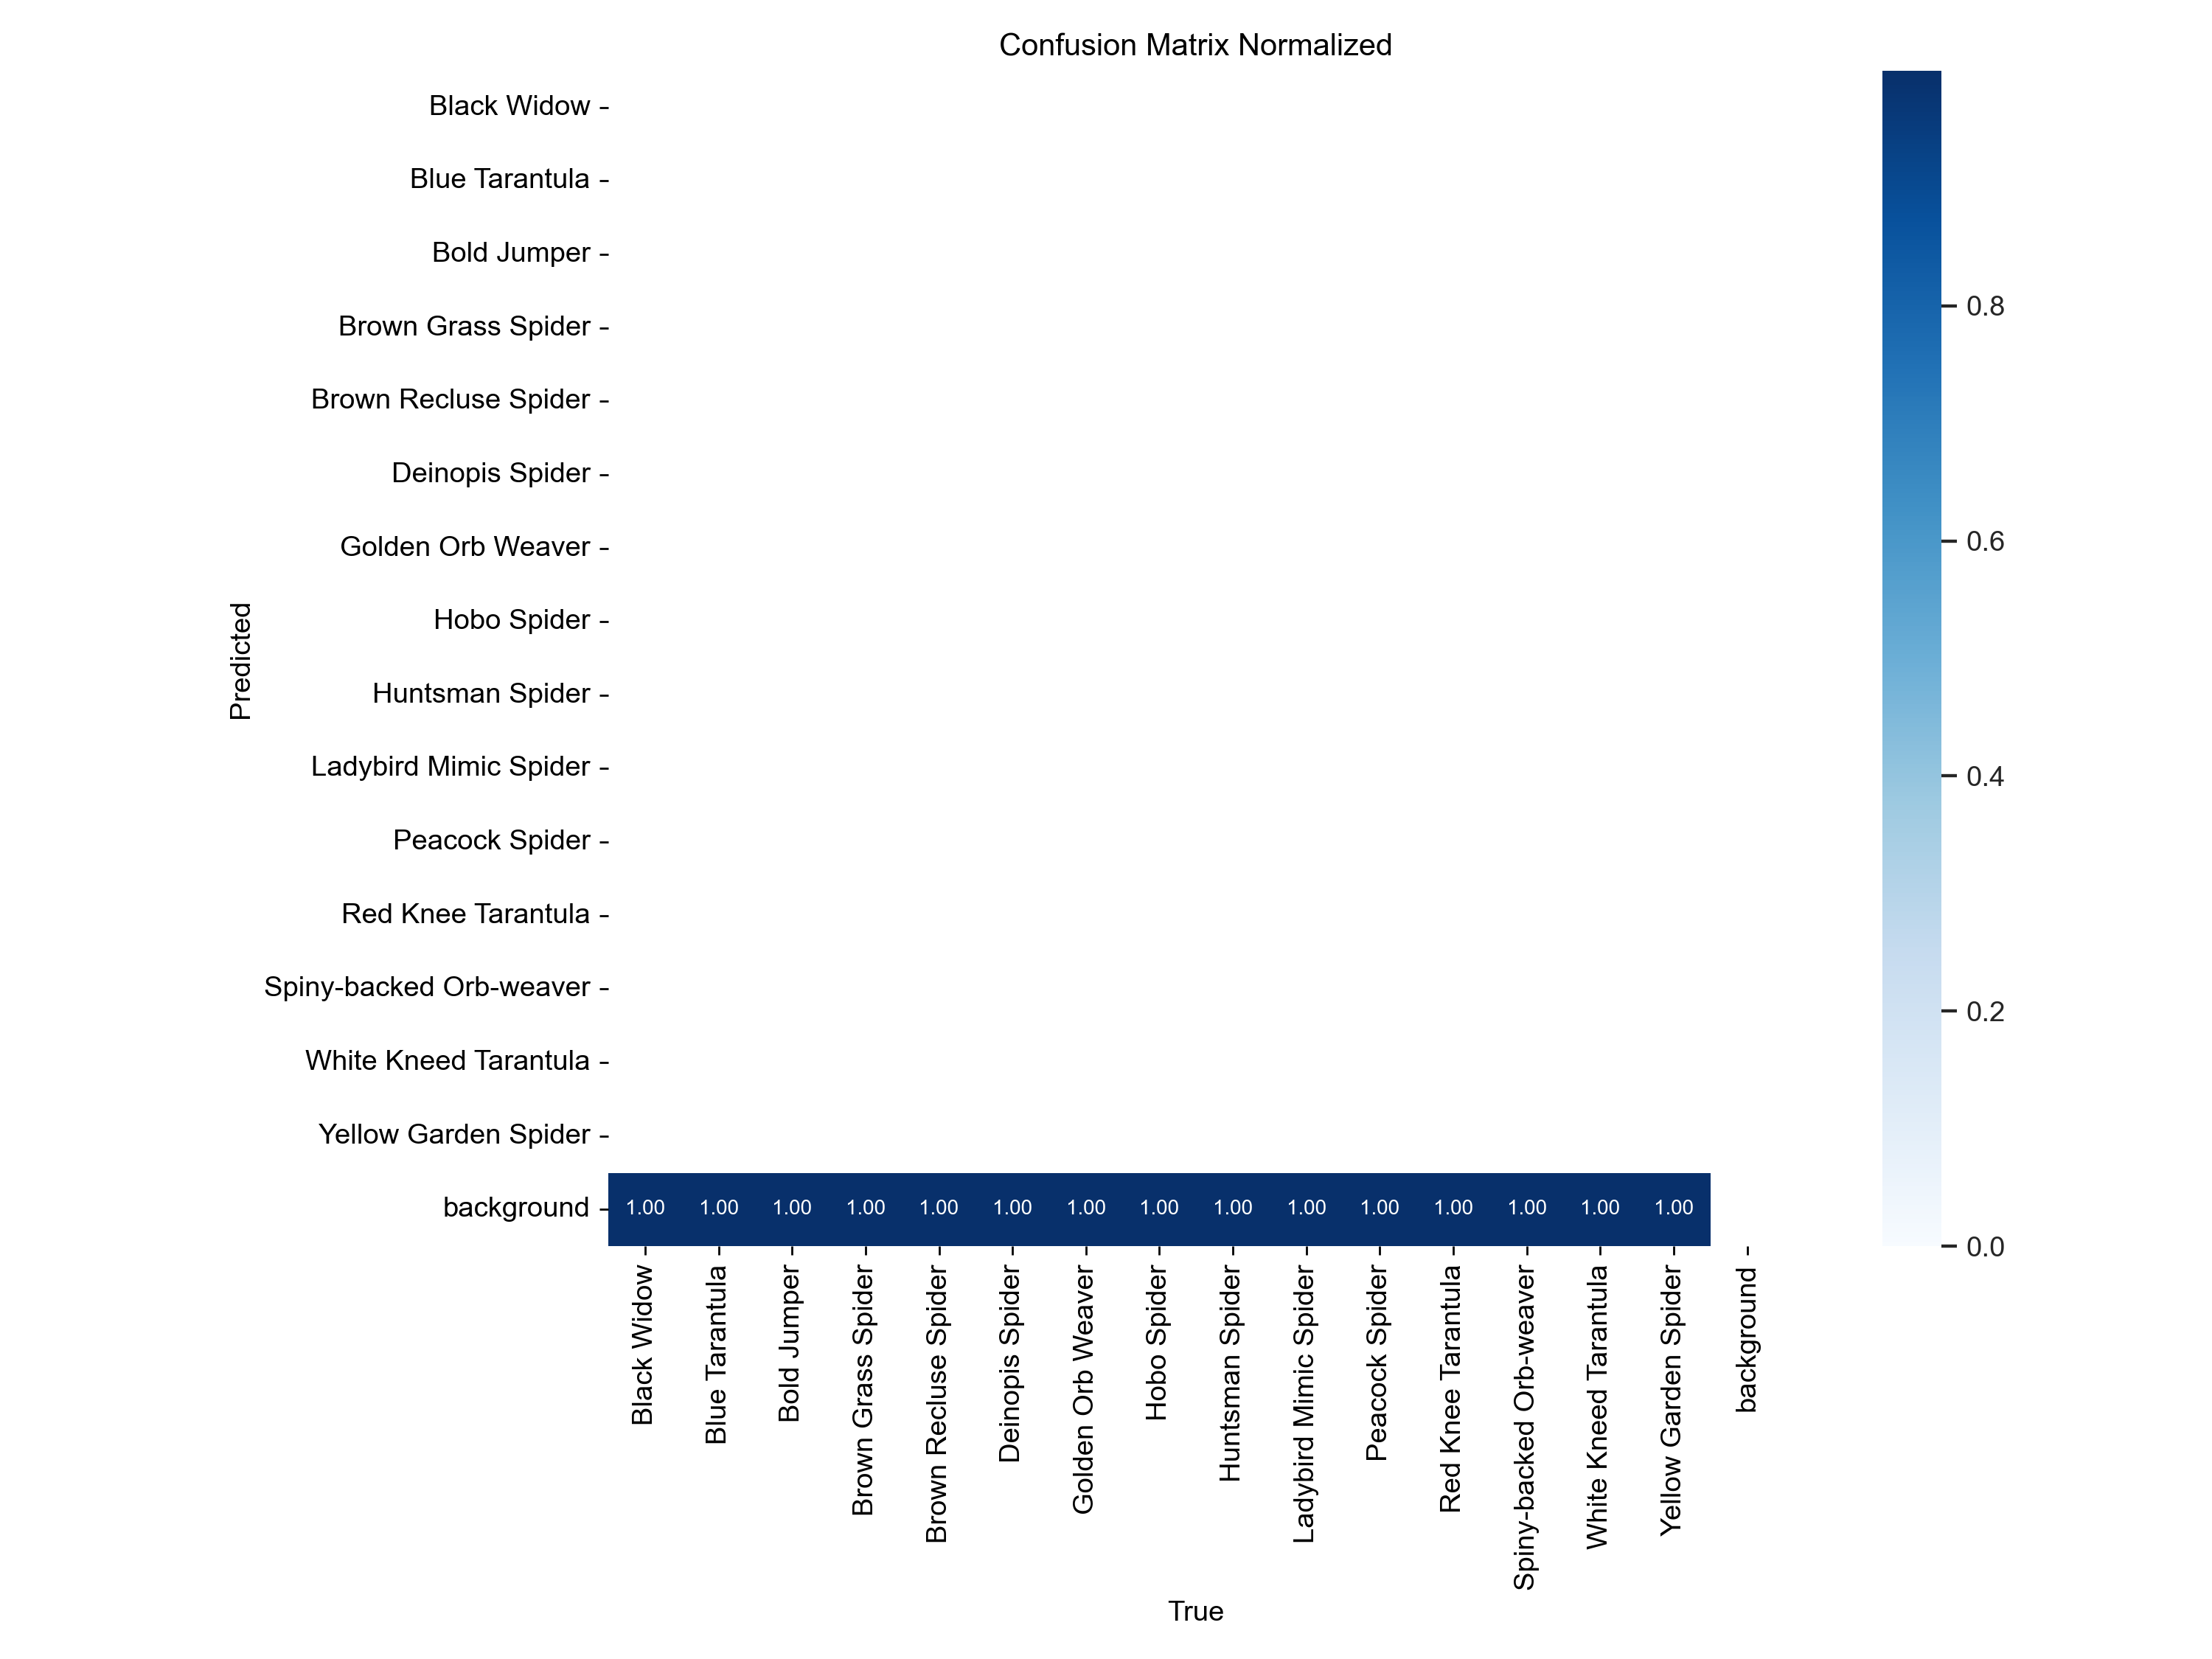 Confusion Matrix Normalized
Black Widow
Blue Tarantula
Bold Jumper
Brown Grass Spider
Brown Recluse Spider
Deinopis Spider
Golden Orb Weaver
Hobo Spider
Huntsman Spider
Ladybird Mimic Spider
Peacock Spider
Red Knee Tarantula
Spiny-backed Orb-weaver
White Kneed Tarantula
Yellow Garden Spider
background
Predicted
1.00 1.00 1.00 1.00 1.00 1.00 1.00 1.00 1.00 1.00 1.00 1.00 1.00 1.00 1.00
Black Widow
Blue Tarantula
Bold Jumper
Brown Grass Spider
Brown Recluse Spider
Deinopis Spider
Golden Orb Weaver
Hobo Spider
Huntsman Spider
Ladybird Mimic Spider
Peacock Spider
Red Knee Tarantula
Spiny-backed Orb-weaver
White Kneed Tarantula
Yellow Garden Spider
background
True
0.8
0.6
0.4
0.2
0.0